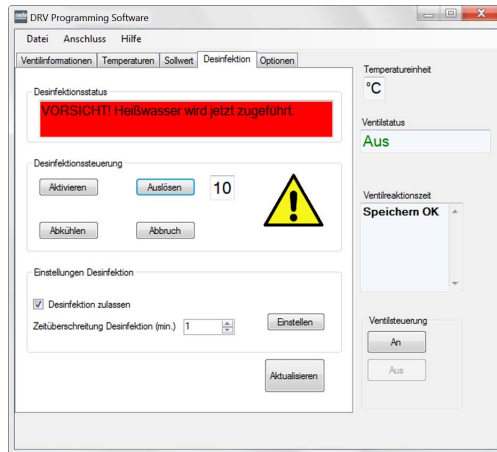 DRV Programming Software
Datei Anschluss Hilfe
Ventilinformationen Temperaturen Sollwert Desinfektion Optionen
Desinfektionsstatus
VORSICHT! Heißwasser wird jetzt zugeführt.
Desinfektionssteuerung
Aktivieren Auslösen 10
Abkühlen Abbruch
Einstellungen Desinfektion
Desinfektion zulassen
Zeitüberschreitung Desinfektion (min.) 1 Einstellen
Aktualisieren
Temperatureinheit
°C
Ventilstatus
Aus
Ventilreaktionszeit
Speichern OK
Ventilsteuerung
An
Aus